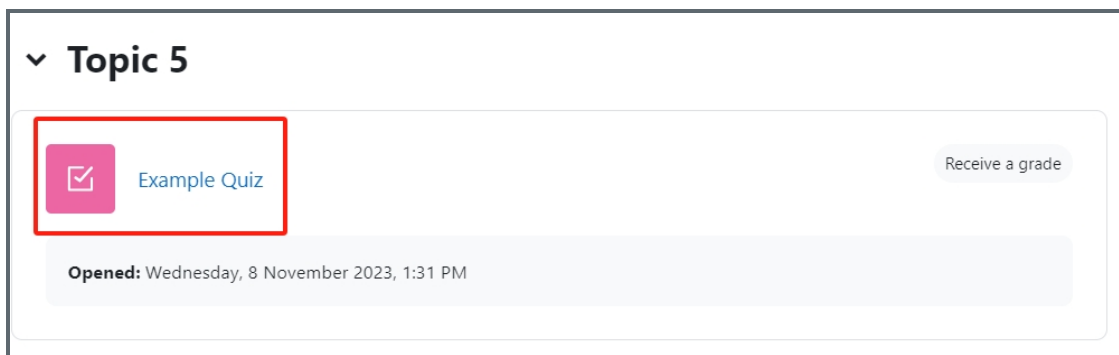 Topic 5
Example Quiz
Receive a grade
Opened: Wednesday, 8 November 2023, 1:31 PM